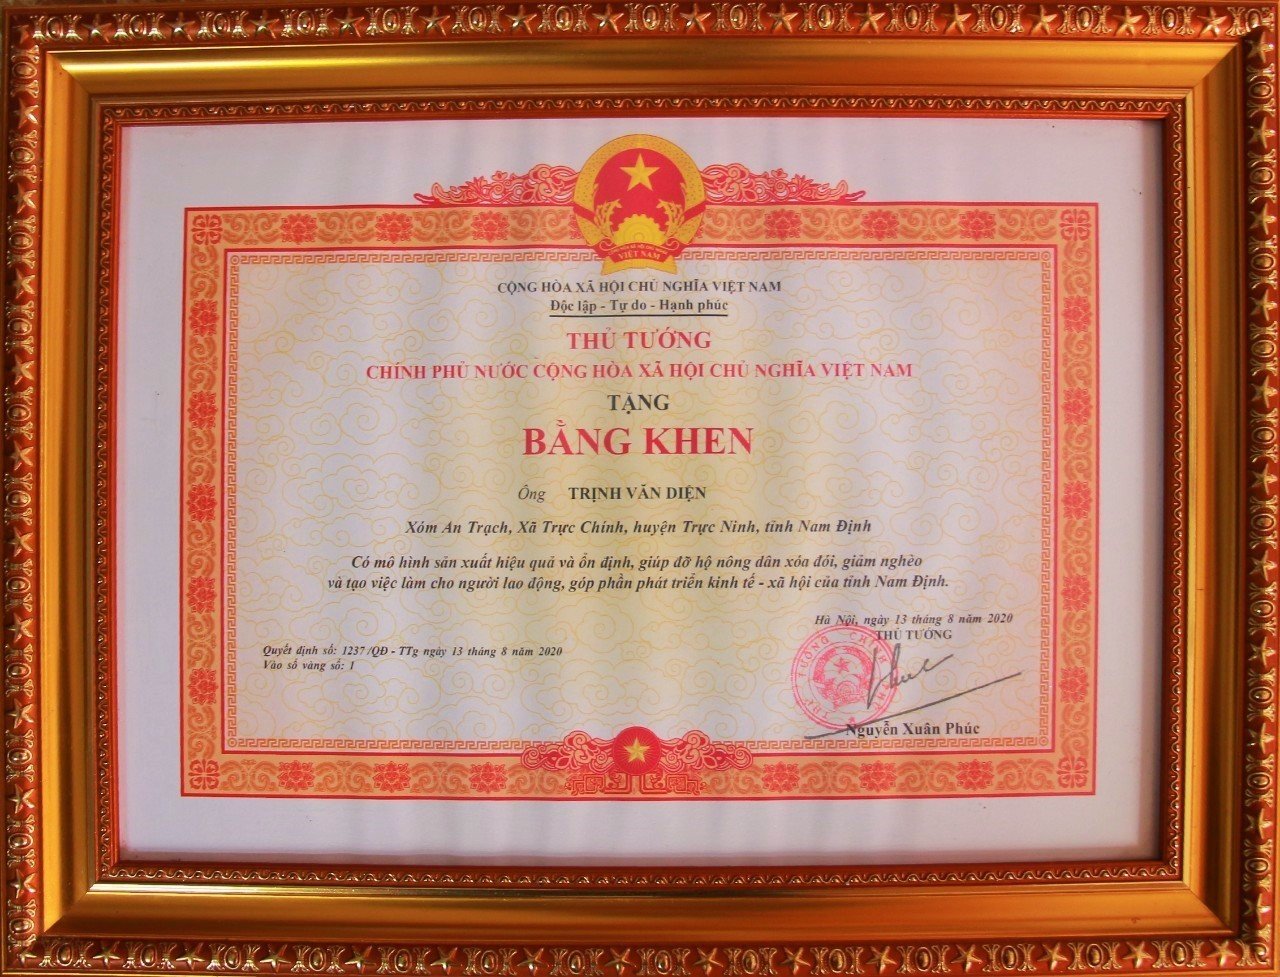 VIỆT NAM
CỘNG HÒA XÃ HỘI CHỦ NGHĨA VIỆT NAM
Độc lập - Tự do - Hạnh phúc
THỦ TƯỚNG
CHÍNH PHỦ NƯỚC CỘNG HÒA XÃ HỘI CHỦ NGHĨA VIỆT NAM
TẶNG
BẰNG KHEN
Ông TRỊNH VĂN DIỆN
Xóm An Trạch, Xã Trực Chính, huyện Trực Ninh, tỉnh Nam Định
Có mô hình sản xuất hiệu quả và ổn định, giúp đỡ hộ nông dân xóa đói, giảm nghèo
và tạo việc làm cho người lao động, góp phần phát triển kinh tế - xã hội của tỉnh Nam Định.
Hà Nội, ngày 13 tháng 8 năm 2020
THỦ TƯỚNG
Quyết định số: 1237 /QĐ - TTg ngày 13 tháng 8 năm 2020
Vào sổ vàng số: 1
Nguyễn Xuân Phúc